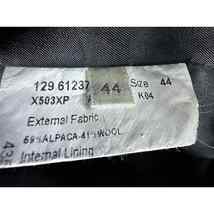 129 61237 44 Size 44
X503XP K04
External Fabric
59%ALPACA-41%WOOL
Internal Lining